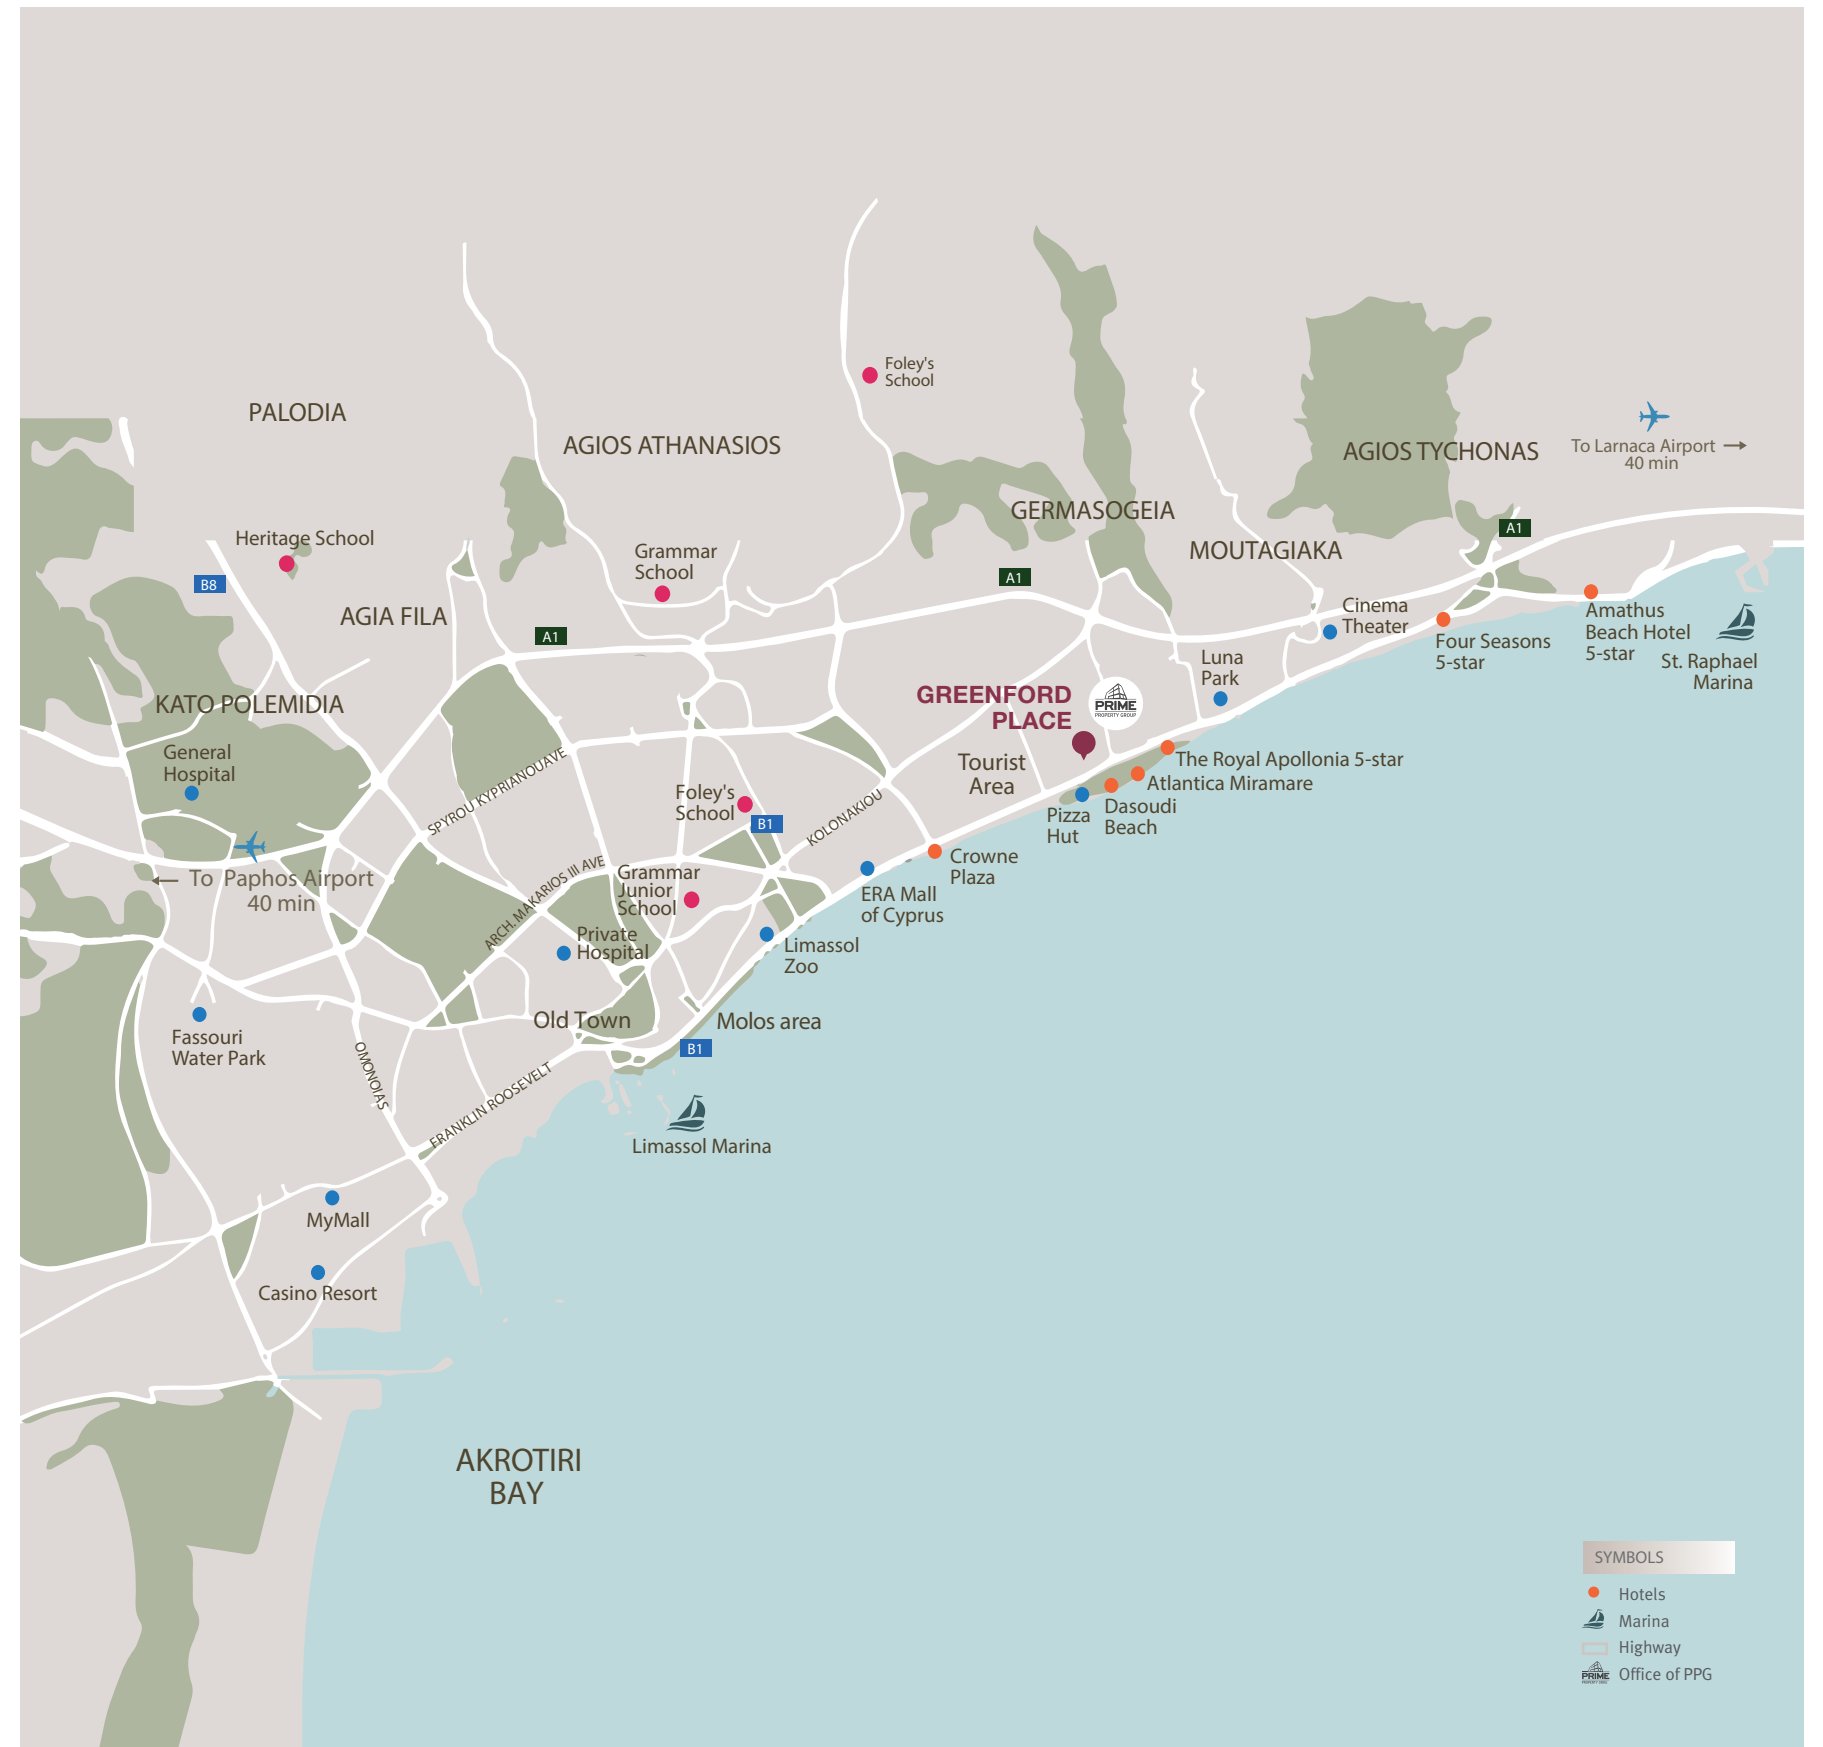 Foley's
School
PALODIA
AGIOS ATHANASIOS
AGIOS TYCHONAS
To Larnaca Airport
40 min
GERMASOGEIA
A1
Heritage School
Grammar
School
MOUTAGIAKA
B8
A1
AGIA FILA
A1
Cinema
Theater
Amathus
Beach Hotel
5-star
Four Seasons
5-star
St. Raphael
Marina
Luna
Park
GREENFORD
PLACE
PRIME
PROPERTY GROUP
KATO POLEMIDIA
General
Hospital
SPYROU KYPRIANOUAVE
Tourist
Area
The Royal Apollonia 5-star
Atlantica Miramare
Dasoudi
Beach
Pizza
Hut
Foley's
School
B1
KOLONAKIOU
Crowne
Plaza
ERA Mall
of Cyprus
To Paphos Airport
40 min
ARCH. MAKARIOS III AVE
Grammar
Junior
School
Private
Hospital
Limassol
Zoo
Old Town
Molos area
B1
Fassouri
Water Park
OMONOIAS
FRANKLIN ROOSEVELT
Limassol Marina
MyMall
Casino Resort
AKROTIRI
BAY
SYMBOLS
Hotels
Marina
Highway
PRIME
Office of PPG